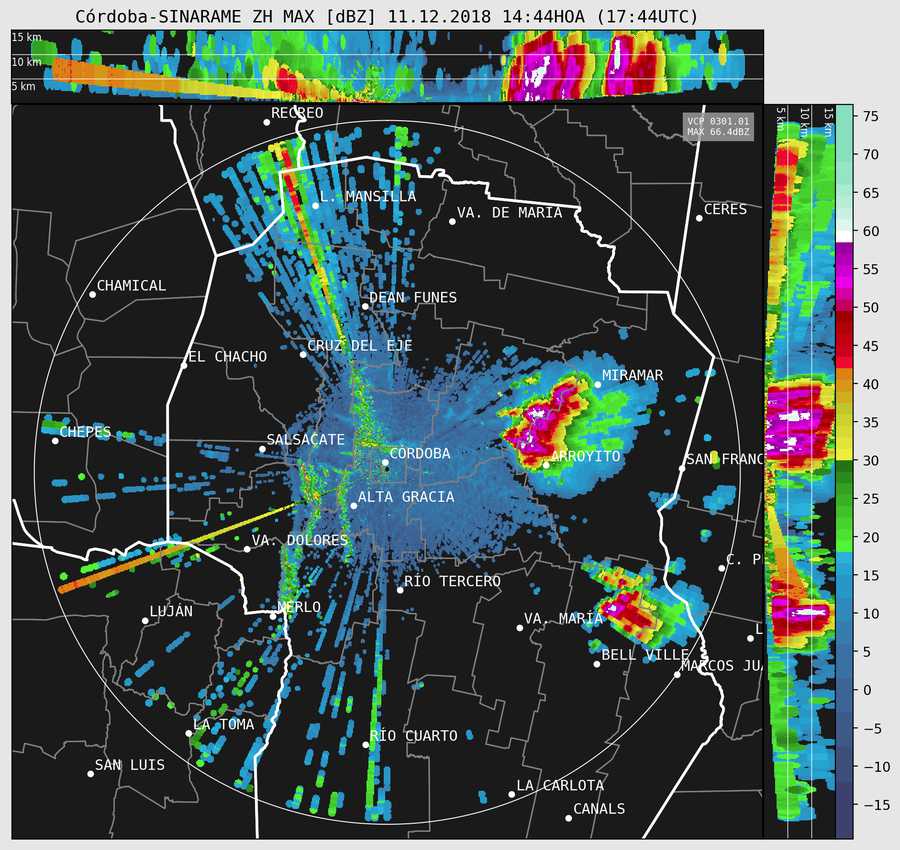 Córdoba-SINARAME ZH MAX [dBZ] 11.12.2018 14:44HOA (17:44UTC)
15 km
10 km
5 km
5 km
10 km
15 km
VCP 0301.01
MAX 66.4dBZ
RECREO
L. MANSILLA
VA. DE MARÍA
CERES
CHAMICAL
DEAN FUNES
CRUZ DEL EJE
EL CHACHO
MIRAMAR
CHEPES
SALSACATE
CÓRDOBA
ARROYITO
SAN FRANC
ALTA GRACIA
VA. DOLORES
C. P
RÍO TERCERO
LUJÁN
MERLO
VA. MARÍA
L
BELL VILLE
MARCOS JUÁ
LA TOMA
RÍO CUARTO
SAN LUIS
LA CARLOTA
CANALS
75
70
65
60
55
50
45
40
35
30
25
20
15
10
5
0
−5
−10
−15